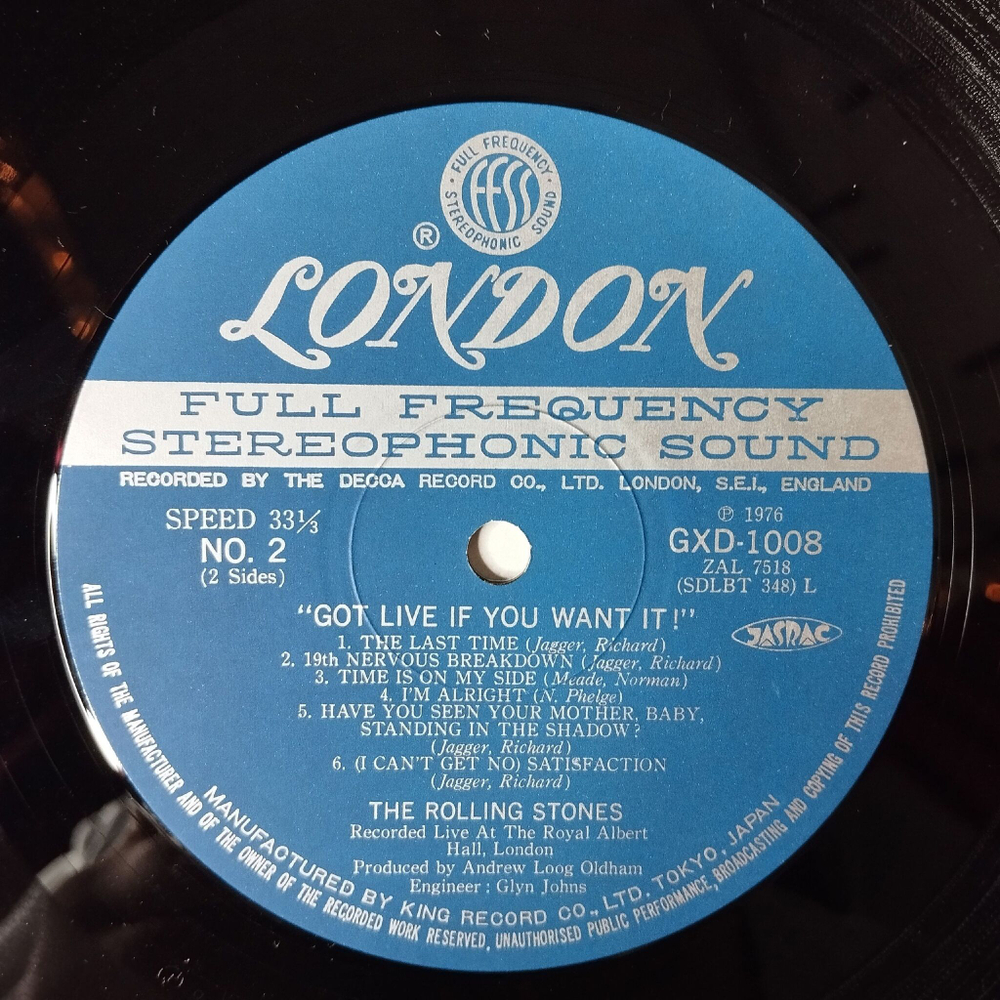 FULL FREQUENCY
FFSS
STEREOPHONIC SOUND
®
LONDON
FULL FREQUENCY
STEREOPHONIC SOUND
RECORDED BY THE DECCA RECORD CO., LTD. LONDON, S.E.I., ENGLAND
SPEED 33⅓
NO. 2
(2 Sides)
℗ 1976
GXD-1008
ZAL 7518
(SDLBT 348) L
"GOT LIVE IF YOU WANT IT!"
JASRAC
1. THE LAST TIME (Jagger, Richard)
2. 19th NERVOUS BREAKDOWN (Jagger, Richard)
3. TIME IS ON MY SIDE (Meade, Norman)
4. I'M ALRIGHT (N. Phelge)
5. HAVE YOU SEEN YOUR MOTHER, BABY,
STANDING IN THE SHADOW?
(Jagger, Richard)
6. (I CAN'T GET NO) SATISFACTION
(Jagger, Richard)
THE ROLLING STONES
Recorded Live At The Royal Albert
Hall, London
Produced by Andrew Loog Oldham
Engineer : Glyn Johns
MANUFACTURED BY KING RECORD CO., LTD. TOKYO, JAPAN
ALL RIGHTS OF THE MANUFACTURER AND OF THE OWNER OF THE RECORDED WORK RESERVED, UNAUTHORISED PUBLIC PERFORMANCE, BROADCASTING AND COPYING OF THIS RECORD PROHIBITED